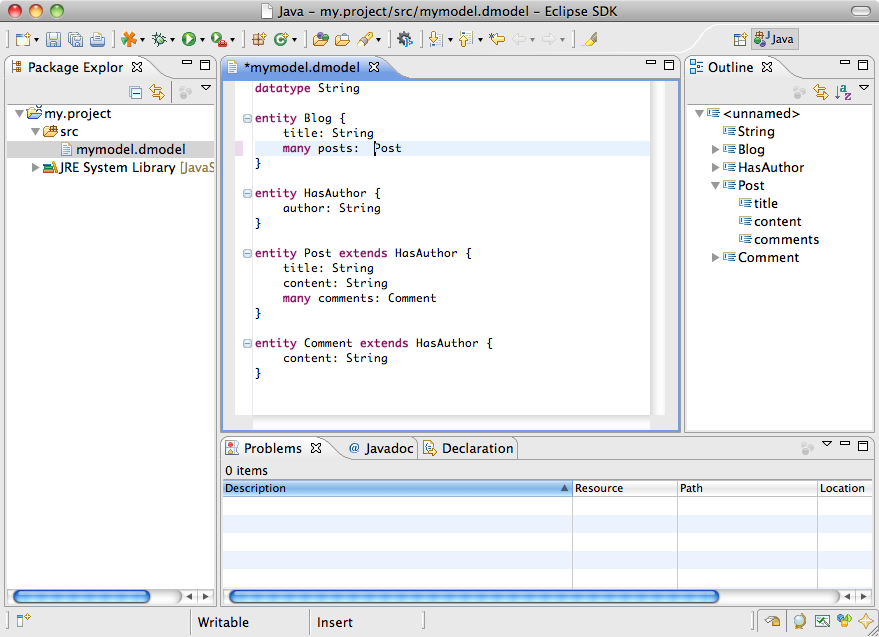 Java – my.project/src/mymodel.dmodel – Eclipse SDK
Java
Package Explor
my.project
src
mymodel.dmodel
JRE System Library [JavaS
*mymodel.dmodel
datatype String
entity Blog {
title: String
many posts:  Post
}
entity HasAuthor {
author: String
}
entity Post extends HasAuthor {
title: String
content: String
many comments: Comment
}
entity Comment extends HasAuthor {
content: String
}
Outline
<unnamed>
String
Blog
HasAuthor
Post
title
content
comments
Comment
Problems
@ Javadoc
Declaration
0 items
Description
Resource
Path
Location
Writable
Insert